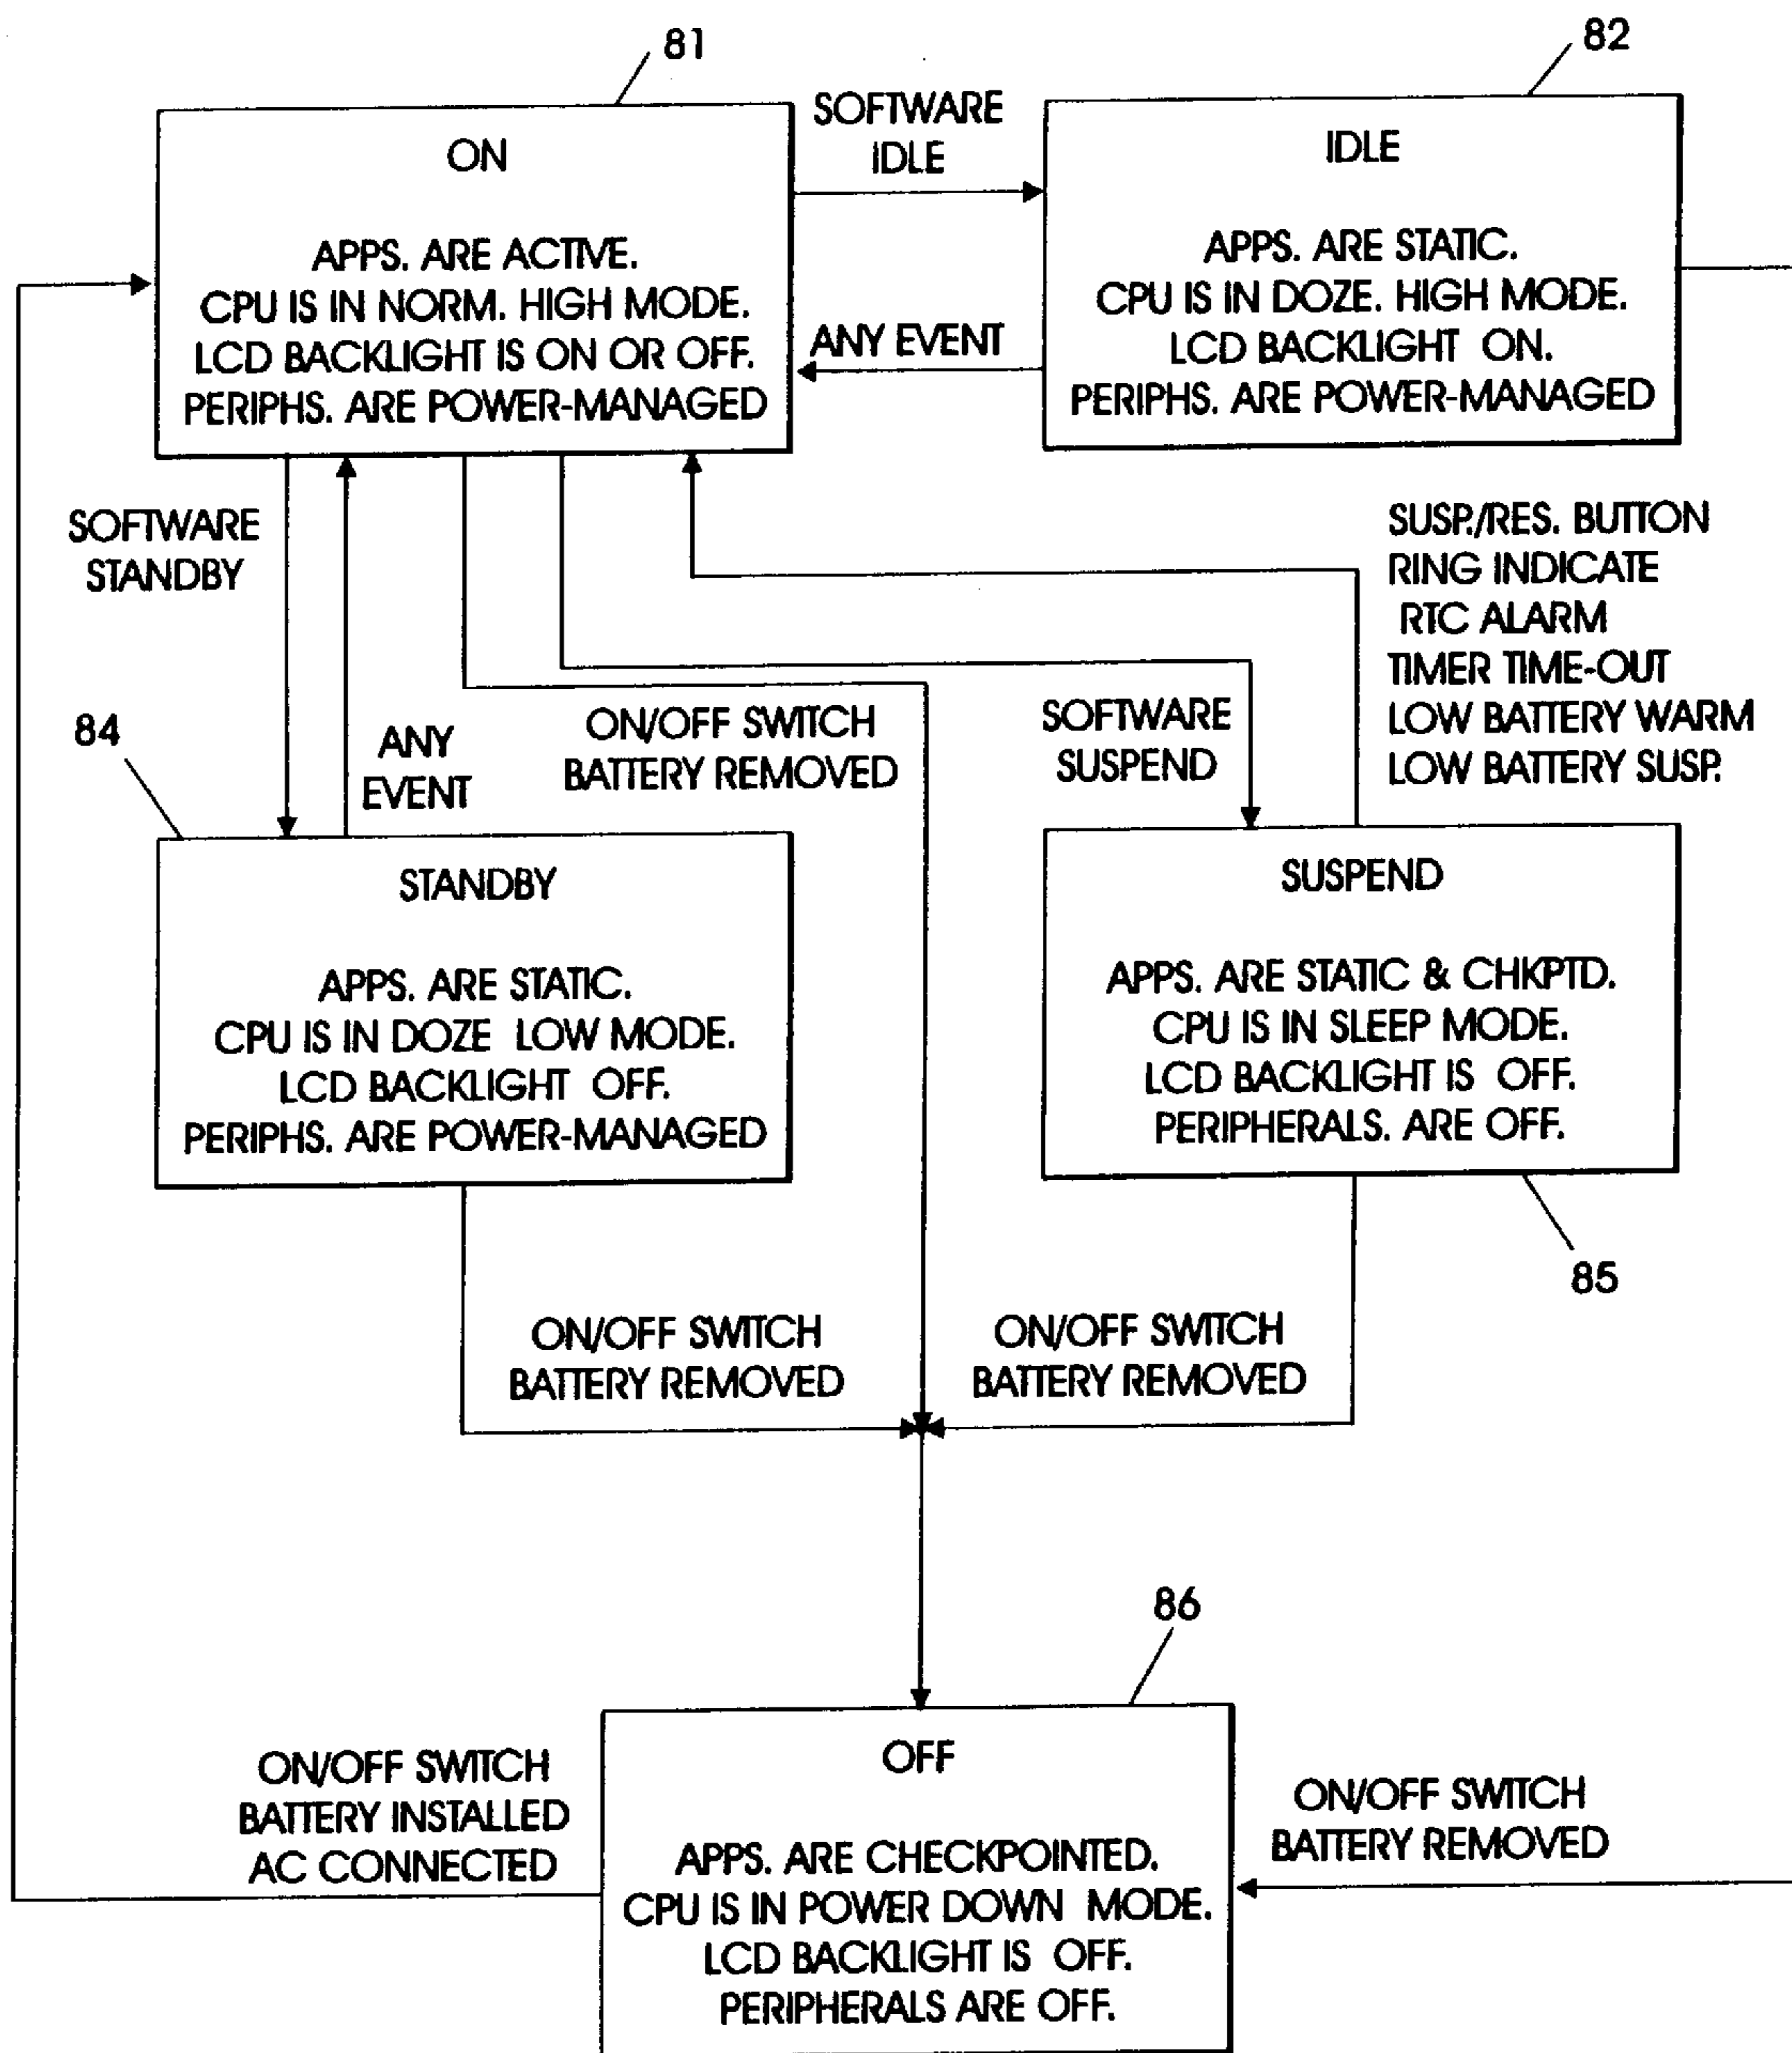 81
82
SOFTWARE
IDLE
ON
APPS. ARE ACTIVE.
CPU IS IN NORM. HIGH MODE.
LCD BACKLIGHT IS ON OR OFF.
PERIPHS. ARE POWER-MANAGED
IDLE
APPS. ARE STATIC.
CPU IS IN DOZE. HIGH MODE.
LCD BACKLIGHT ON.
PERIPHS. ARE POWER-MANAGED
ANY EVENT
SOFTWARE
STANDBY
SUSP./RES. BUTTON
RING INDICATE
RTC ALARM
TIMER TIME-OUT
LOW BATTERY WARM
LOW BATTERY SUSP.
84
ANY
EVENT
ON/OFF SWITCH
BATTERY REMOVED
SOFTWARE
SUSPEND
STANDBY
APPS. ARE STATIC.
CPU IS IN DOZE LOW MODE.
LCD BACKLIGHT OFF.
PERIPHS. ARE POWER-MANAGED
SUSPEND
APPS. ARE STATIC & CHKPTD.
CPU IS IN SLEEP MODE.
LCD BACKLIGHT IS OFF.
PERIPHERALS. ARE OFF.
85
ON/OFF SWITCH
BATTERY REMOVED
ON/OFF SWITCH
BATTERY REMOVED
86
ON/OFF SWITCH
BATTERY INSTALLED
AC CONNECTED
OFF
APPS. ARE CHECKPOINTED.
CPU IS IN POWER DOWN MODE.
LCD BACKLIGHT IS OFF.
PERIPHERALS ARE OFF.
ON/OFF SWITCH
BATTERY REMOVED